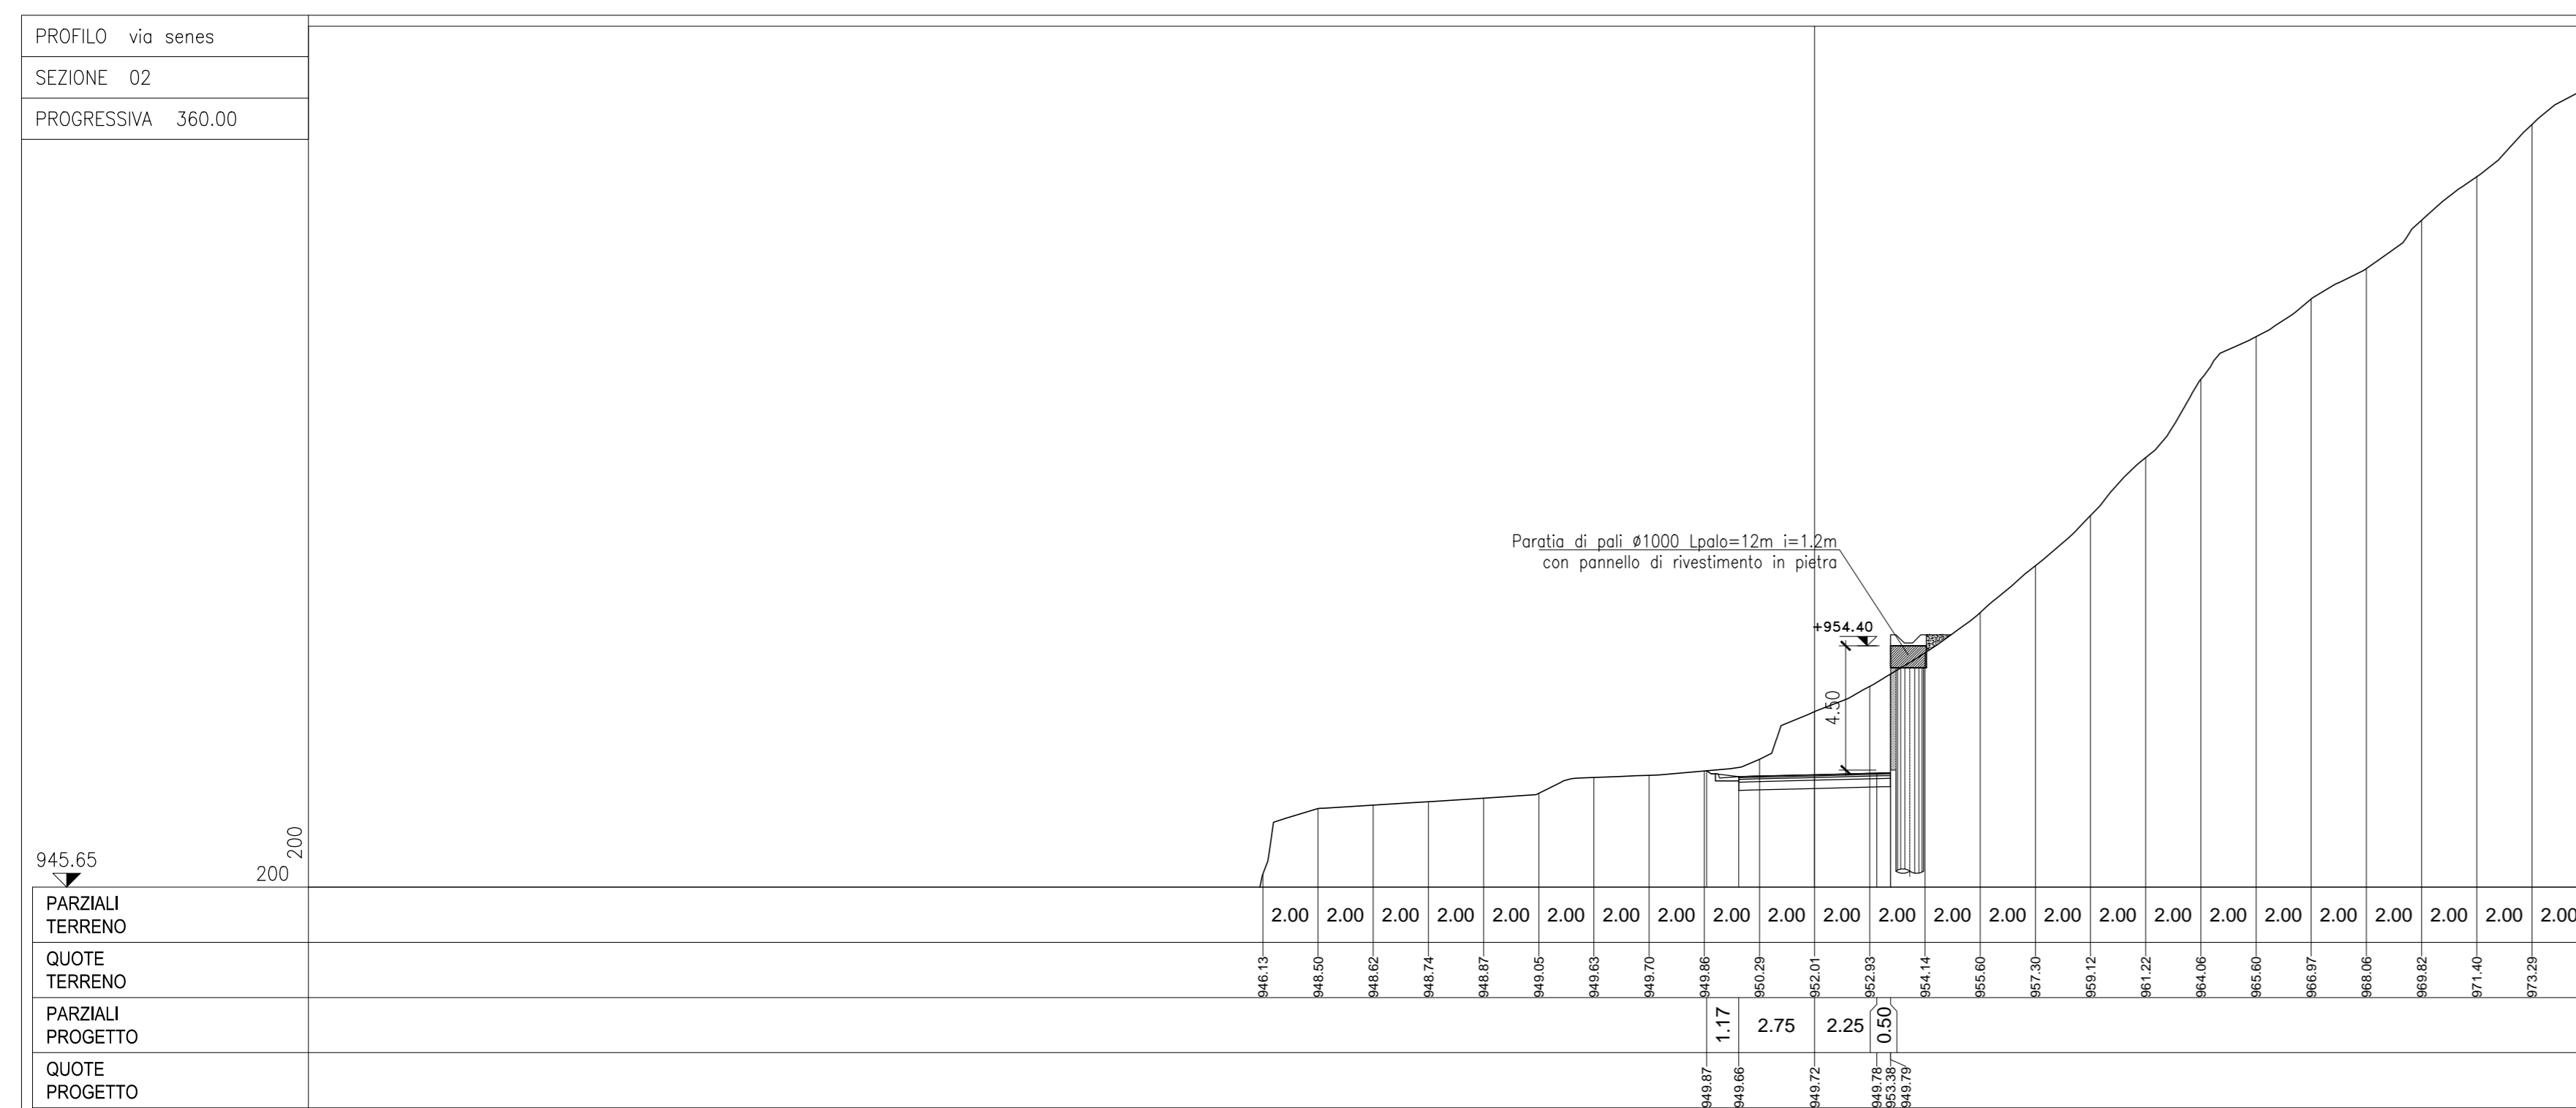 PROFILO via senes
SEZIONE 02
PROGRESSIVA 360.00
Paratia di pali ø1000 Lpalo=12m i=1.2m
con pannello di rivestimento in pietra
+954.40
4.50
945.65
200
200
PARZIALI TERRENO
2.00 2.00 2.00 2.00 2.00 2.00 2.00 2.00 2.00 2.00 2.00 2.00 2.00 2.00 2.00 2.00 2.00 2.00 2.00 2.00 2.00 2.00 2.00 2.00
QUOTE TERRENO
946.13 948.50 948.62 948.74 948.87 949.05 949.63 949.70 949.86 950.29 952.01 952.93 954.14 955.60 957.30 959.12 961.22 964.06 965.60 966.97 968.06 969.82 971.40 973.29
PARZIALI PROGETTO
1.17 2.75 2.25 0.50
QUOTE PROGETTO
949.87 949.66 949.72 949.78 953.38 949.79